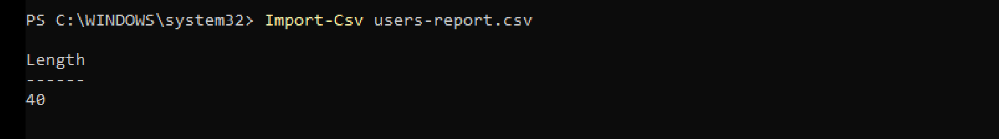 PS C:\WINDOWS\system32> Import-Csv users-report.csv
Length
------
40